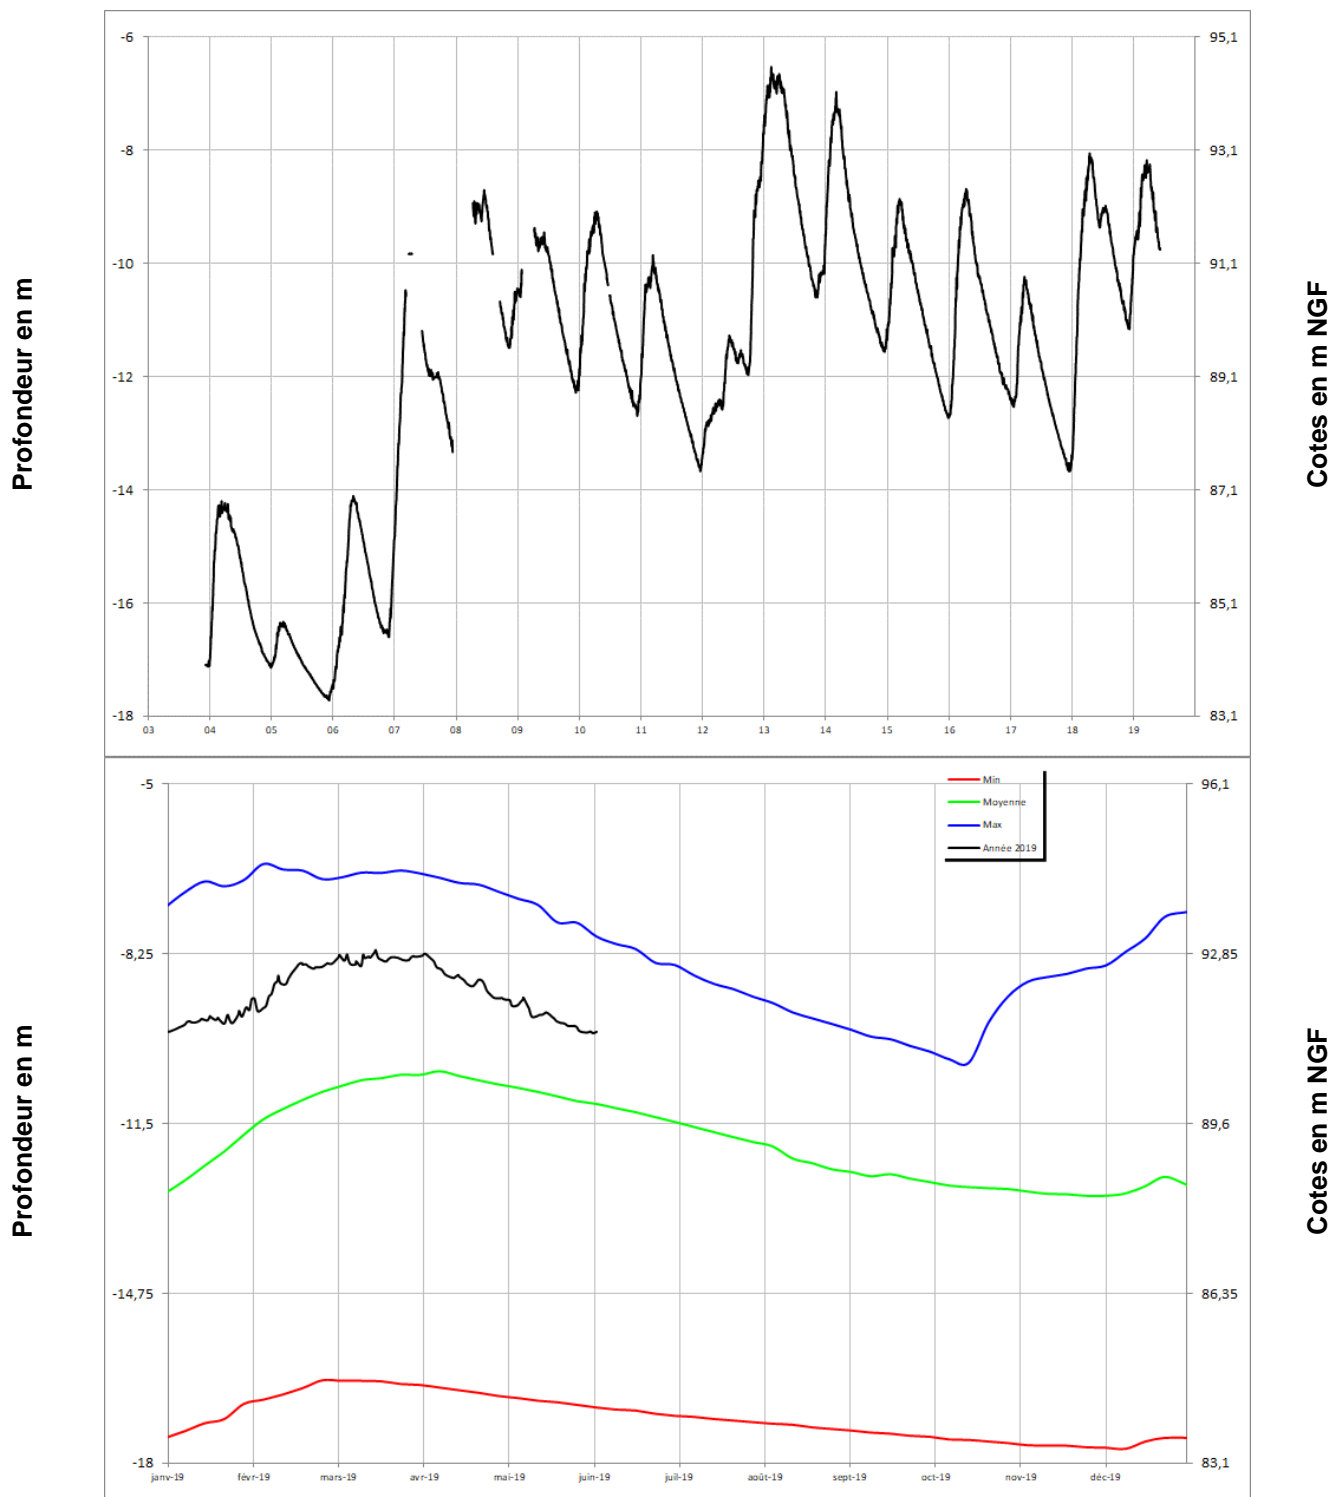 Profondeur en m
Cotes en m NGF
-6
-8
-10
-12
-14
-16
-18
95,1
93,1
91,1
89,1
87,1
85,1
83,1
03 04 05 06 07 08 09 10 11 12 13 14 15 16 17 18 19
Profondeur en m
Cotes en m NGF
-5
-8,25
-11,5
-14,75
-18
96,1
92,85
89,6
86,35
83,1
Min
Moyenne
Max
Année 2019
janv-19 févr-19 mars-19 avr-19 mai-19 juin-19 juil-19 août-19 sept-19 oct-19 nov-19 déc-19